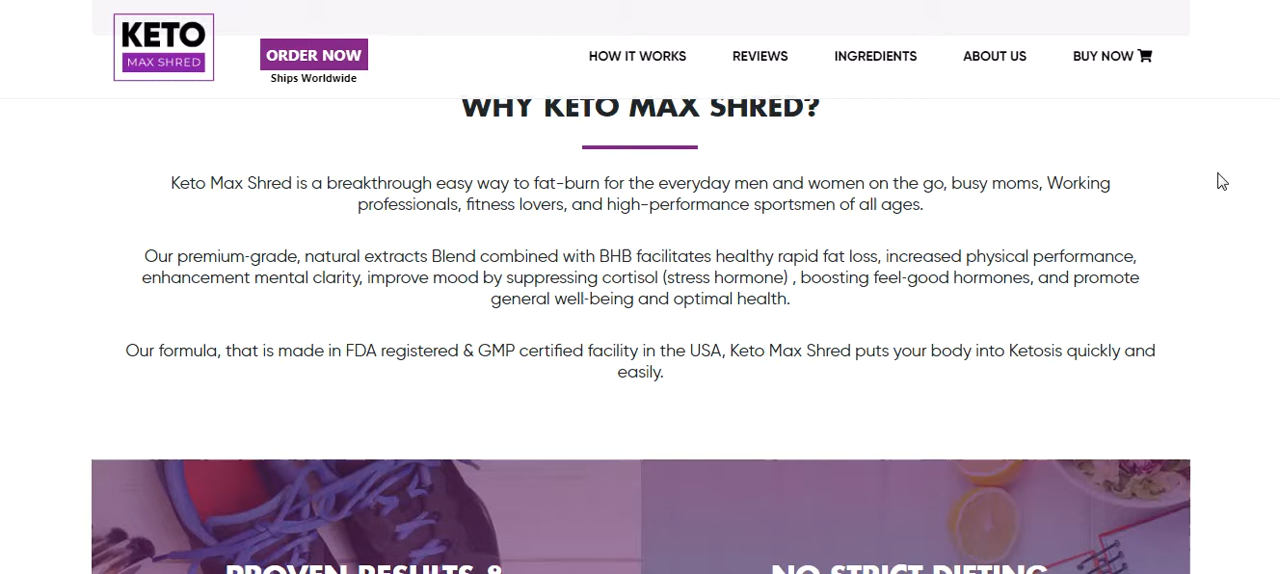 KETO
MAX SHRED
ORDER NOW
Ships Worldwide
HOW IT WORKS
REVIEWS
INGREDIENTS
ABOUT US
BUY NOW
WHY KETO MAX SHRED?
Keto Max Shred is a breakthrough easy way to fat-burn for the everyday men and women on the go, busy moms, Working
professionals, fitness lovers, and high-performance sportsmen of all ages.
Our premium-grade, natural extracts Blend combined with BHB facilitates healthy rapid fat loss, increased physical performance,
enhancement mental clarity, improve mood by suppressing cortisol (stress hormone) , boosting feel-good hormones, and promote
general well-being and optimal health.
Our formula, that is made in FDA registered & GMP certified facility in the USA, Keto Max Shred puts your body into Ketosis quickly and
easily.
PROVEN RESULTS &
NO STRICT DIETING